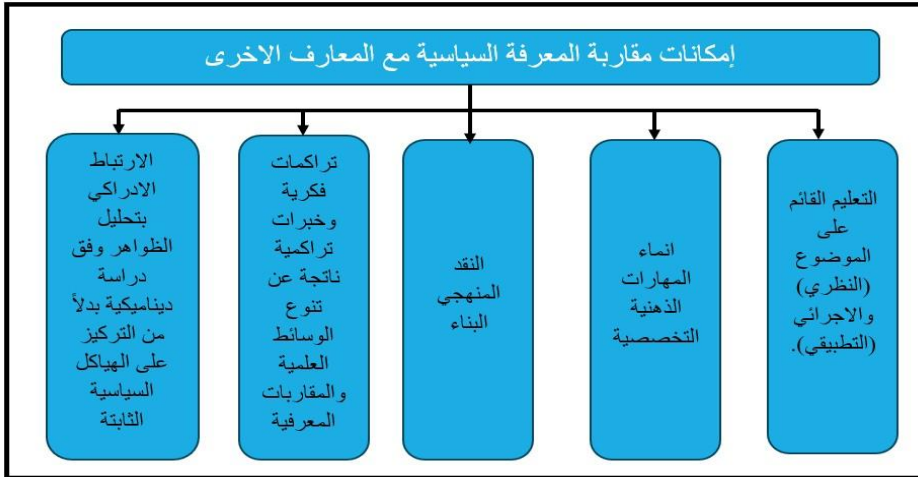 إمكانات مقاربة المعرفة السياسية مع المعارف الاخرى
التعليم القائم
على
الموضوع
(النظري)
والاجرائي
(التطبيقي).
انماء
المهارات
الذهنية
التخصصية
النقد
المنهجي
البناء
تراكمات
فكرية
وخبرات
تراكمية
ناتجة عن
تنوع
الوسائط
العلمية
والمقاربات
المعرفية
الارتباط
الادراكي
بتحليل
الظواهر وفق
دراسة
ديناميكية بدلاً
من التركيز
على الهياكل
السياسية
الثابتة